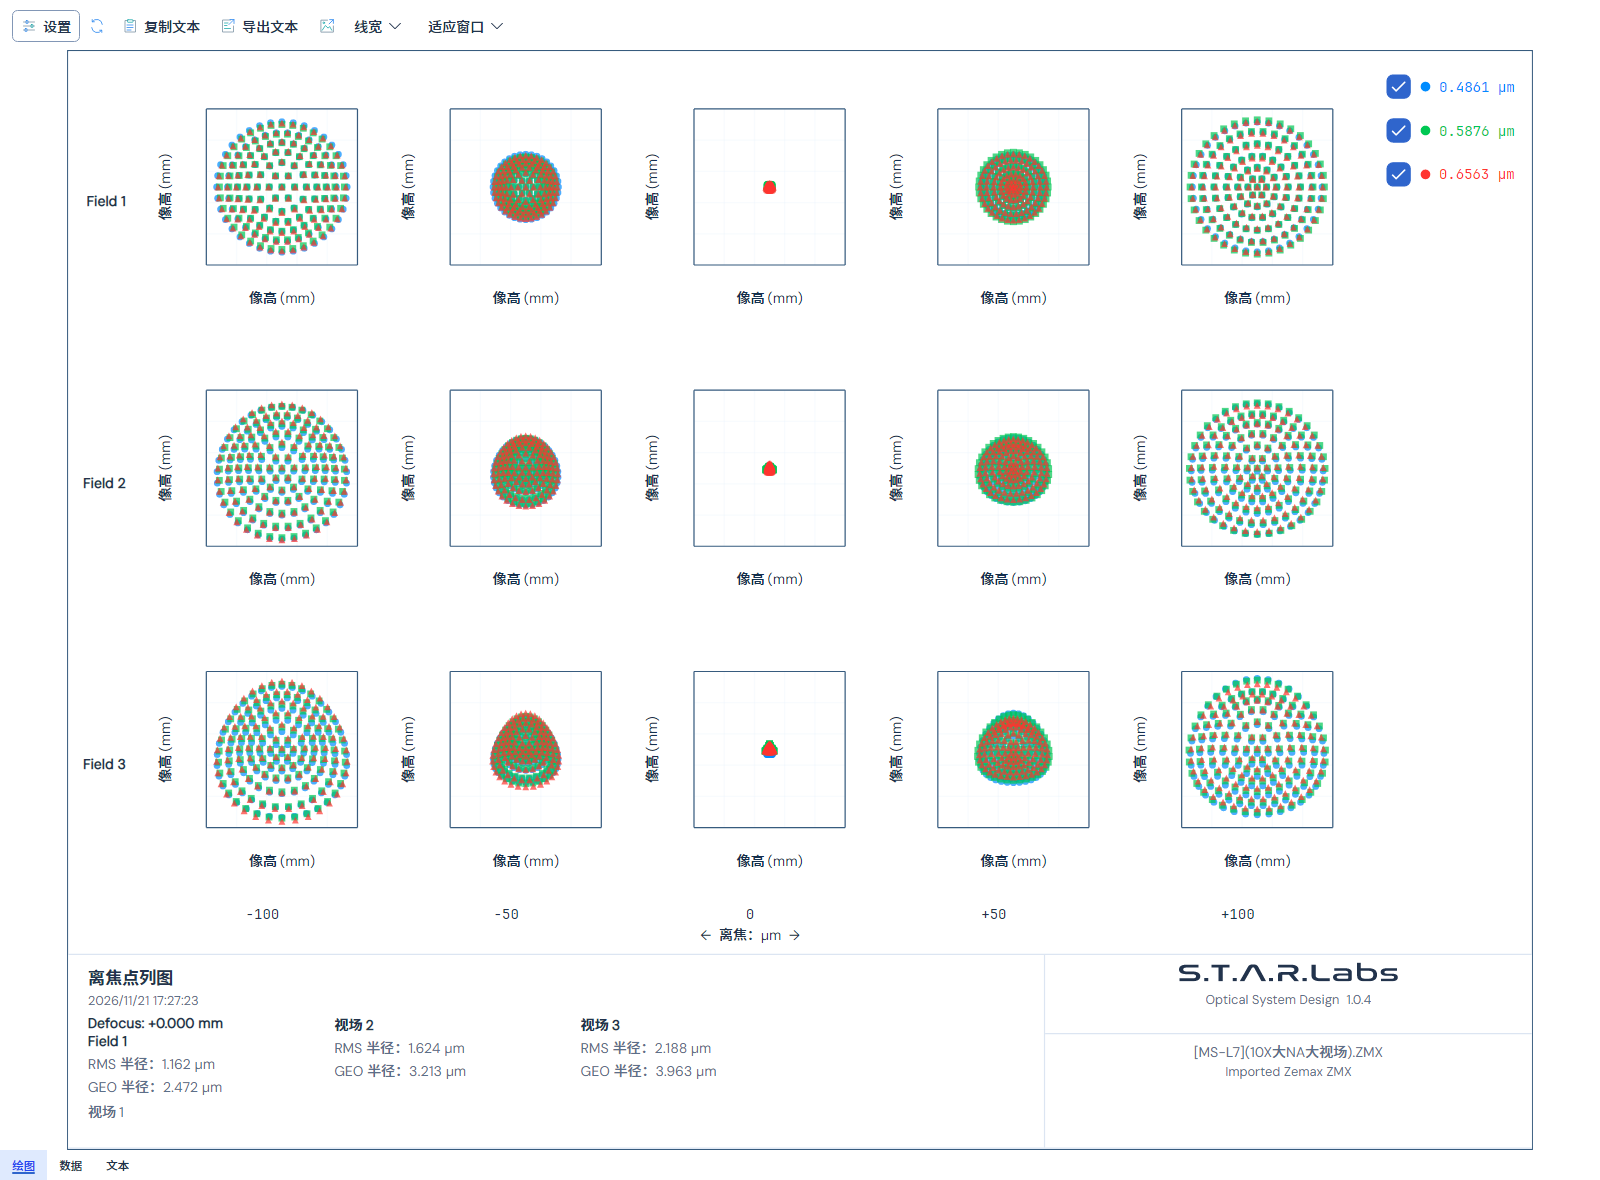 设置 复制文本 导出文本 线宽 适应窗口
0.4861 µm
0.5876 µm
0.6563 µm
Field 1 像高 (mm) 像高 (mm) 像高 (mm) 像高 (mm) 像高 (mm)
像高 (mm) 像高 (mm) 像高 (mm) 像高 (mm) 像高 (mm)
Field 2 像高 (mm) 像高 (mm) 像高 (mm) 像高 (mm) 像高 (mm)
像高 (mm) 像高 (mm) 像高 (mm) 像高 (mm) 像高 (mm)
Field 3 像高 (mm) 像高 (mm) 像高 (mm) 像高 (mm) 像高 (mm)
像高 (mm) 像高 (mm) 像高 (mm) 像高 (mm) 像高 (mm)
-100 -50 0 +50 +100
← 离焦：µm →
离焦点列图
2026/11/21 17:27:23
Defocus: +0.000 mm
Field 1
RMS 半径：1.162 µm
GEO 半径：2.472 µm
视场 1
视场 2
RMS 半径：1.624 µm
GEO 半径：3.213 µm
视场 3
RMS 半径：2.188 µm
GEO 半径：3.963 µm
S.T.A.R.Labs
Optical System Design 1.0.4
[MS-L7](10X大NA大视场).ZMX
Imported Zemax ZMX
绘图 数据 文本